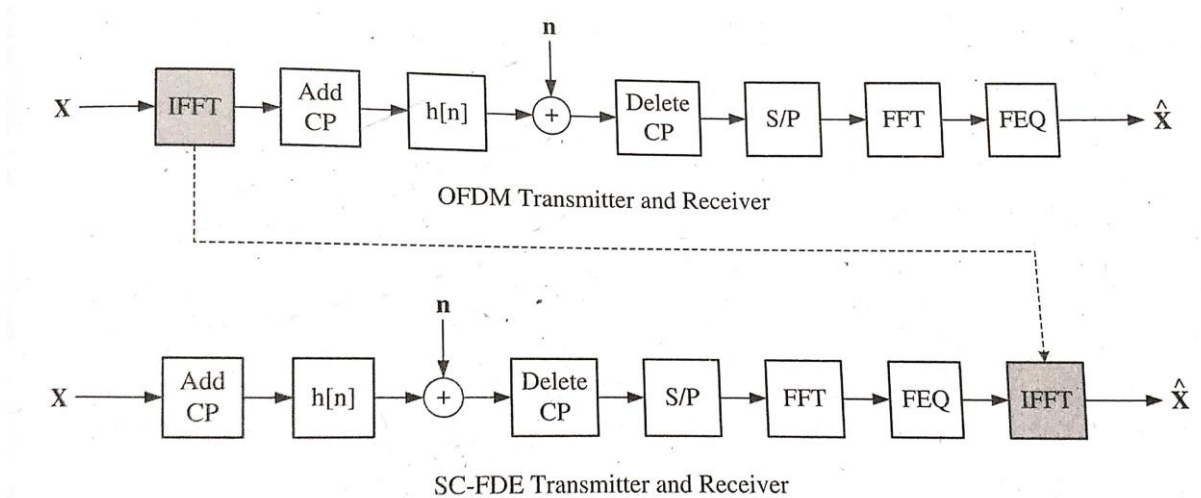 n
X
IFFT
Add
CP
h[n]
+
Delete
CP
S/P
FFT
FEQ
X̂
OFDM Transmitter and Receiver
n
X
Add
CP
h[n]
+
Delete
CP
S/P
FFT
FEQ
IFFT
X̂
SC-FDE Transmitter and Receiver